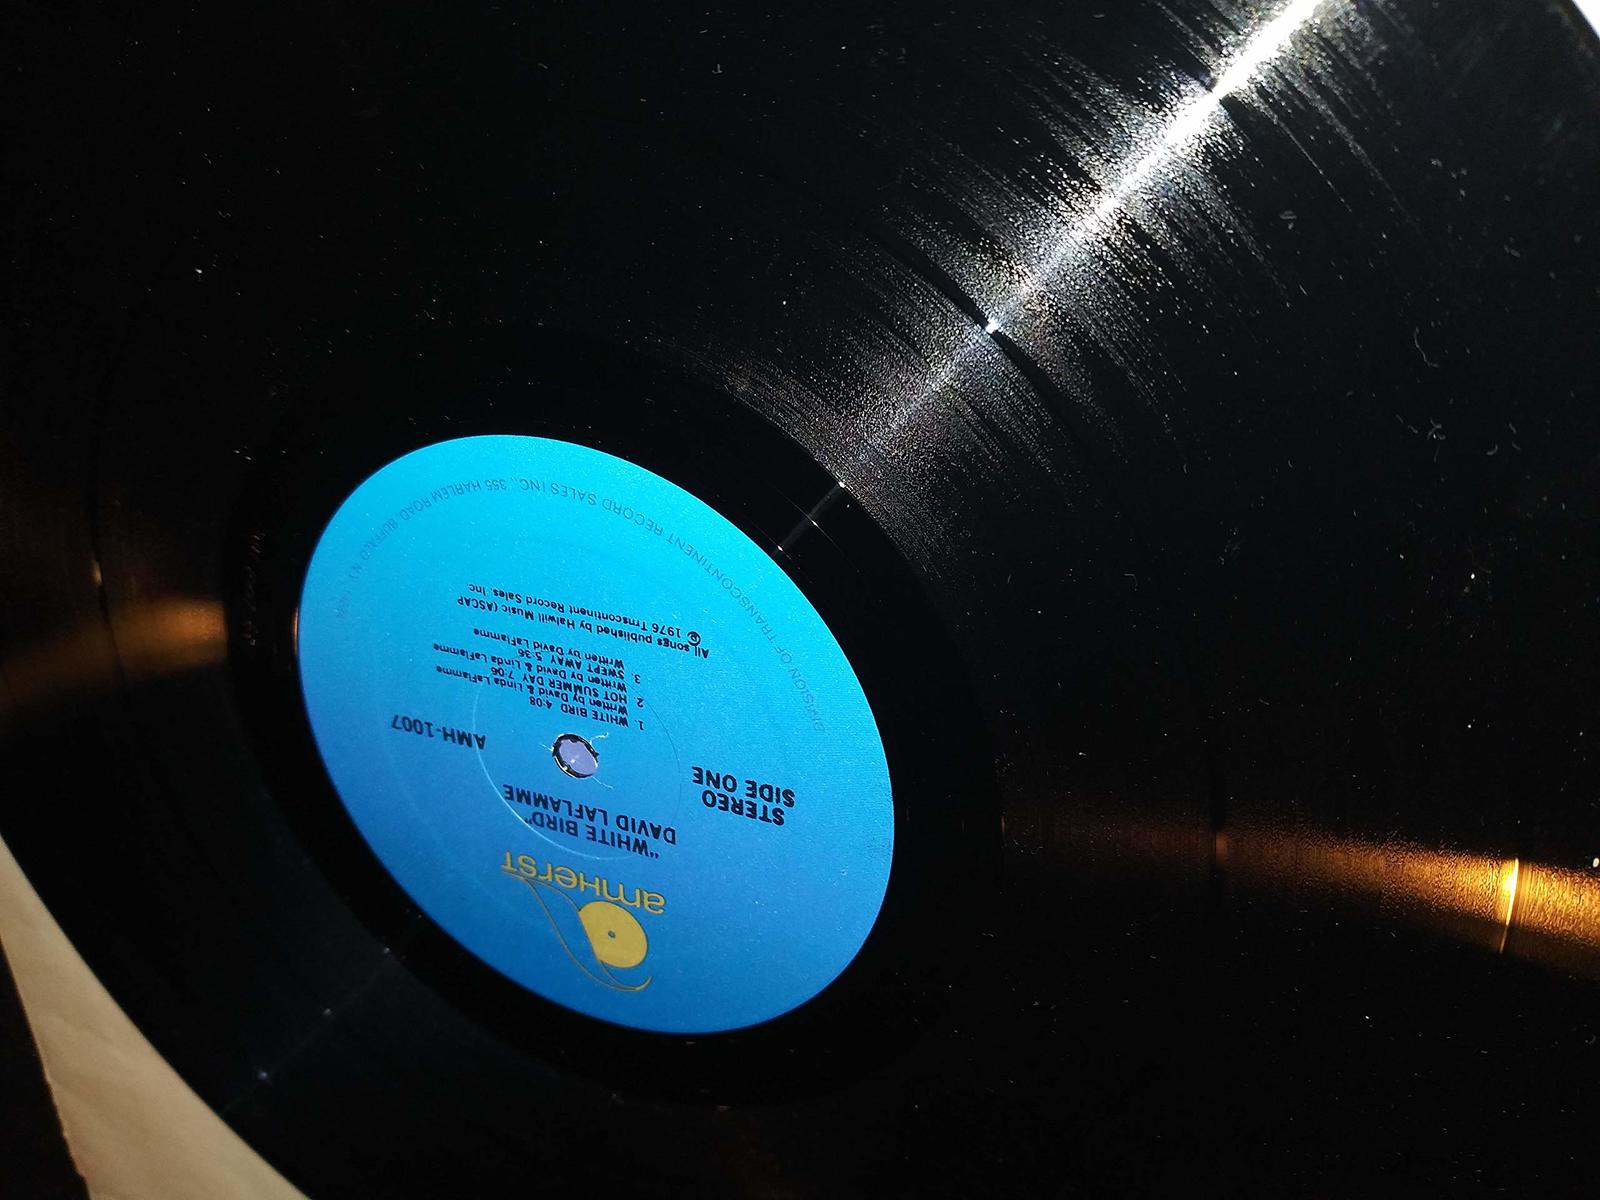 amherst
"WHITE BIRD"
DAVID LAFLAMME
STEREO
SIDE ONE
AMH-1007
1. WHITE BIRD 4:08
Written by David & Linda LaFlamme
2. HOT SUMMER DAY 7:06
Written by David & Linda LaFlamme
3. SWEPT AWAY 5:36
Written by David LaFlamme
All songs published by Halwill Music (ASCAP
℗ 1976 Trnscontinent Record Sales, Inc.
DIVISION OF TRANSCONTINENT RECORD SALES INC., 355 HARLEM ROAD, BUFFALO, N.Y.